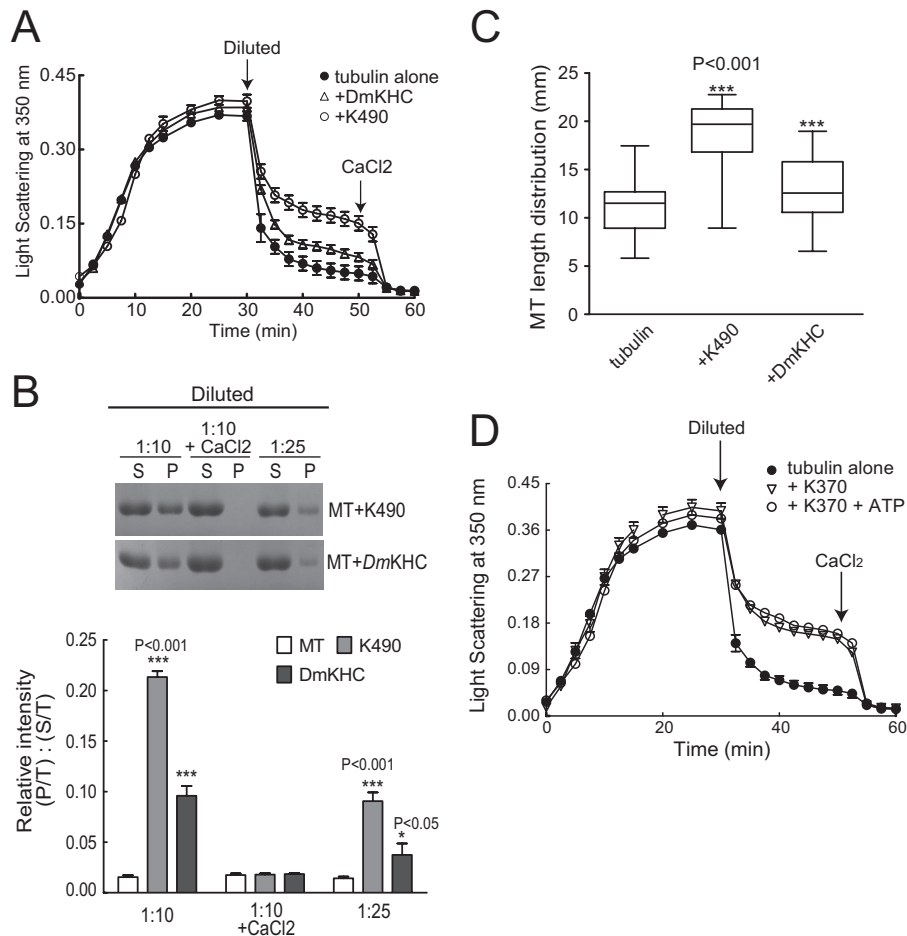 A
Diluted
0.45
0.30
0.15
0.00
Light Scattering at 350 nm
tubulin alone
+DmKHC
+K490
CaCl2
0 10 20 30 40 50 60
Time (min)
C
P<0.001
*** ***
25
20
15
10
5
0
MT length distribution (mm)
tubulin
+K490
+DmKHC
B
Diluted
1:10
1:10 + CaCl2 1:25
S P S P S P
MT+K490
MT+DmKHC
0.25
0.20
0.15
0.10
0.05
0.00
Relative intensity
(P/T) : (S/T)
MT K490
DmKHC
P<0.001
***
***
P<0.001
***
P<0.05
*
1:10 1:10 1:25
+CaCl2
D
Diluted
0.45
0.36
0.27
0.18
0.09
0.00
Light Scattering at 350 nm
tubulin alone
+ K370
+ K370 + ATP
CaCl2
0 20 40 60
Time (min)